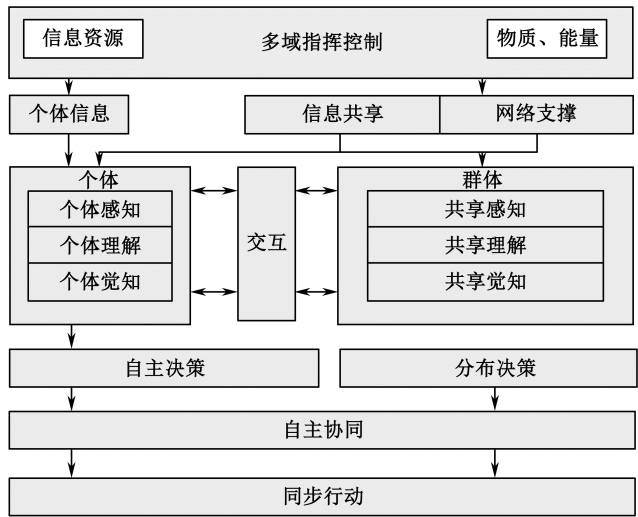 信息资源
多域指挥控制
物质、能量
个体信息
信息共享
网络支撑
个体
个体感知
个体理解
个体觉知
交互
群体
共享感知
共享理解
共享觉知
自主决策
分布决策
自主协同
同步行动